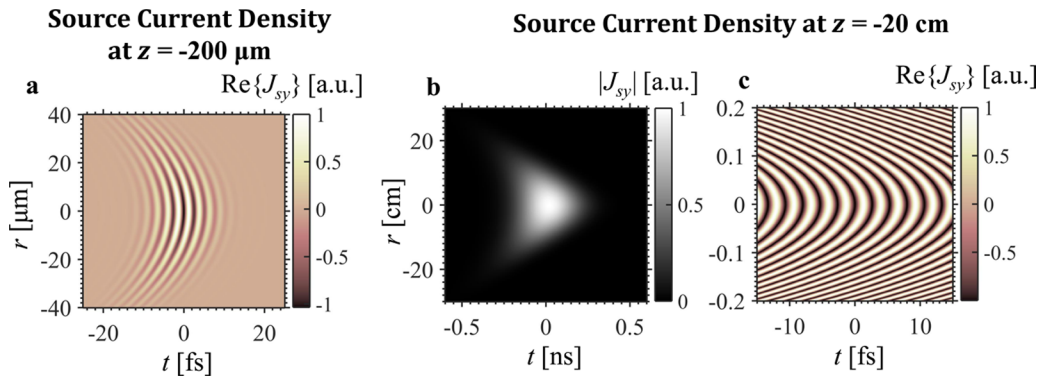 Source Current Density
at z = -200 μm
Source Current Density at z = -20 cm
a
Re{Jsy} [a.u.]
40
20
0
-20
-40
r [μm]
-20
0
20
t [fs]
1
0.5
0
-0.5
-1
b
|Jsy| [a.u.]
20
0
-20
r [cm]
-0.5
0
0.5
t [ns]
1
0.5
0
c
Re{Jsy} [a.u.]
0.2
0.1
0
-0.1
-0.2
-10
0
10
t [fs]
1
0.5
0
-0.5